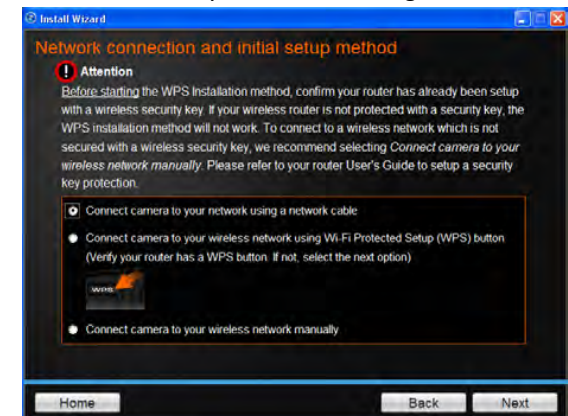 Install Wizard
Network connection and initial setup method
! Attention
Before starting the WPS Installation method, confirm your router has already been setup
with a wireless security key. If your wireless router is not protected with a security key, the
WPS installation method will not work. To connect to a wireless network which is not
secured with a wireless security key, we recommend selecting Connect camera to your
wireless network manually. Please refer to your router User's Guide to setup a security
key protection.
Connect camera to your network using a network cable
Connect camera to your wireless network using Wi-Fi Protected Setup (WPS) button
(Verify your router has a WPS button. If not, select the next option)
WPS
Connect camera to your wireless network manually
Home Back Next